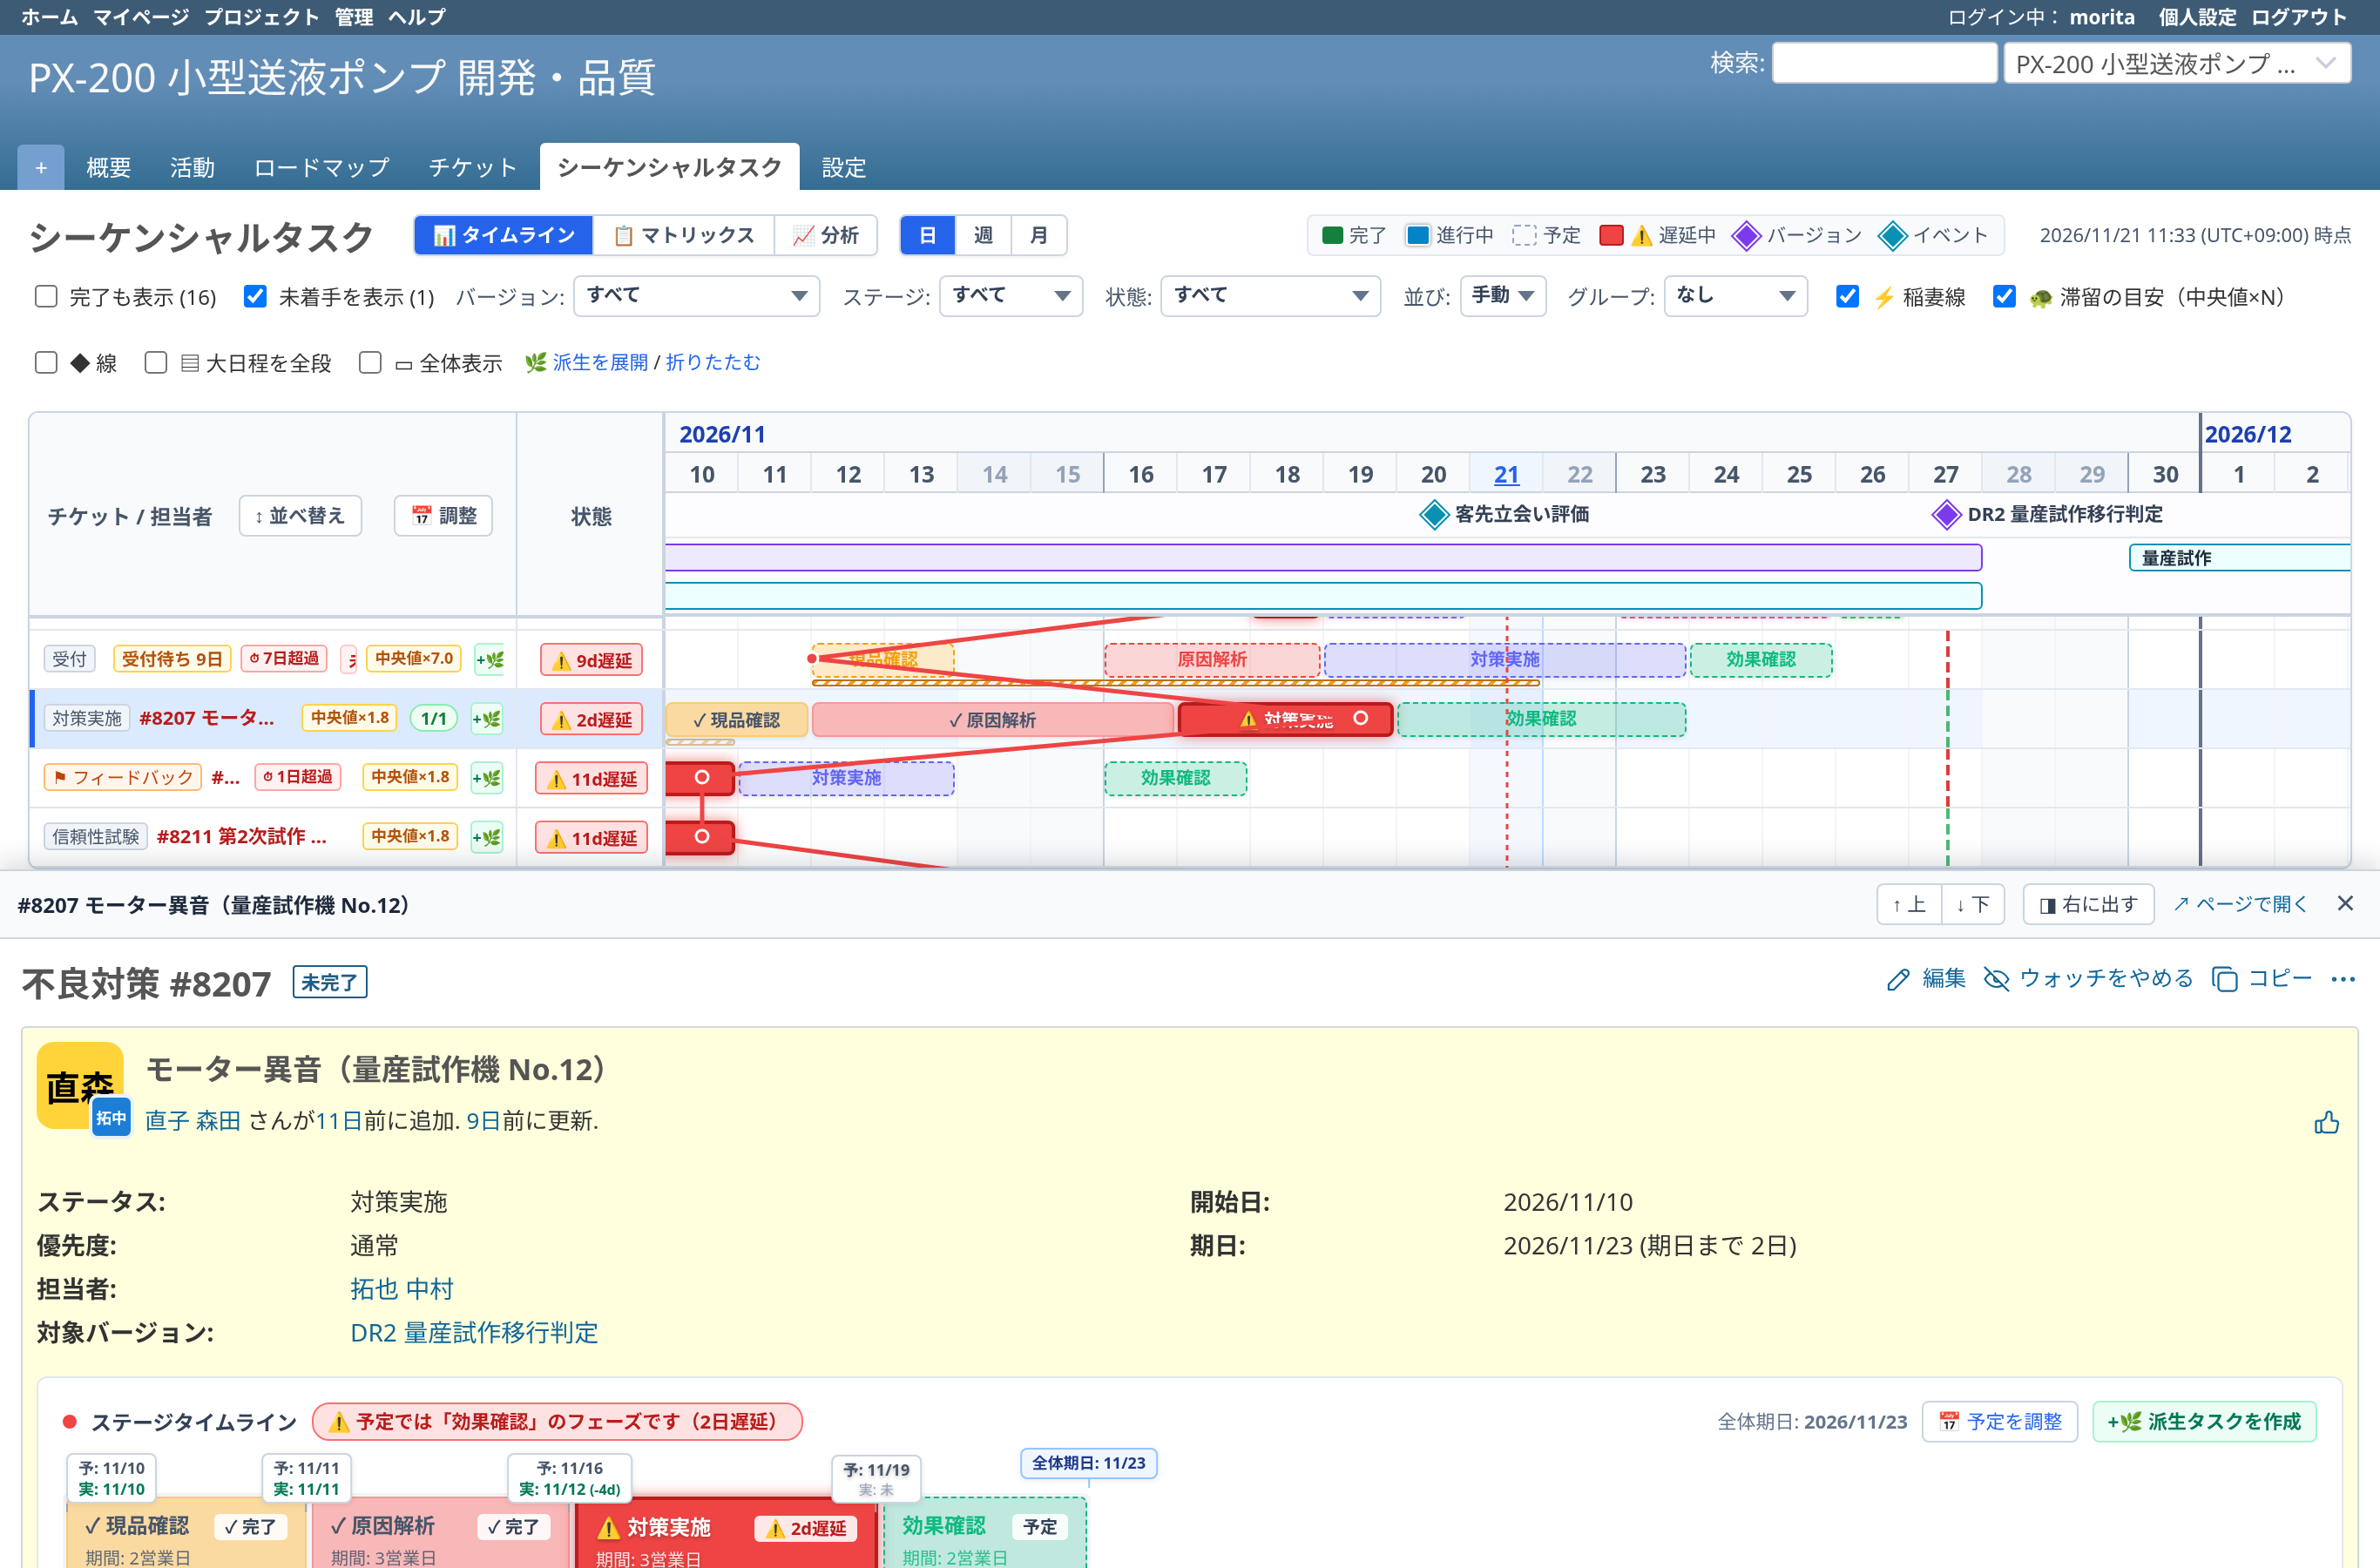 ホーム マイページ プロジェクト 管理 ヘルプ
ログイン中： morita 個人設定 ログアウト
PX-200 小型送液ポンプ 開発・品質
検索: PX-200 小型送液ポンプ ...
+ 概要 活動 ロードマップ チケット シーケンシャルタスク 設定
シーケンシャルタスク 📊 タイムライン 📋 マトリックス 📈 分析 日 週 月
完了 進行中 予定 ⚠️ 遅延中 バージョン イベント 2026/11/21 11:33 (UTC+09:00) 時点
完了も表示 (16) 未着手を表示 (1) バージョン: すべて ステージ: すべて 状態: すべて 並び: 手動 グループ: なし ⚡ 稲妻線 🐢 滞留の目安（中央値×N）
◆ 線 ▤ 大日程を全段 ▭ 全体表示 🌿 派生を展開 / 折りたたむ
チケット / 担当者 ↕ 並べ替え 📅 調整 状態
2026/11 2026/12
10 11 12 13 14 15 16 17 18 19 20 21 22 23 24 25 26 27 28 29 30 1 2
客先立会い評価 DR2 量産試作移行判定
量産試作
受付 受付待ち 9日 ⏱ 7日超過 中央値×7.0 +🌿 ⚠️ 9d遅延 現品確認 原因解析 対策実施 効果確認
対策実施 #8207 モータ... 中央値×1.8 1/1 +🌿 ⚠️ 2d遅延 ✓ 現品確認 ✓ 原因解析 ⚠️ 対策実施 効果確認
⚑ フィードバック #... ⏱ 1日超過 中央値×1.8 +🌿 ⚠️ 11d遅延 対策実施 効果確認
信頼性試験 #8211 第2次試作 ... 中央値×1.8 +🌿 ⚠️ 11d遅延
#8207 モーター異音（量産試作機 No.12） ↑ 上 ↓ 下 ◨ 右に出す ↗ ページで開く ✕
不良対策 #8207 未完了 編集 ウォッチをやめる コピー ...
直森
拓中
モーター異音（量産試作機 No.12）
直子 森田 さんが11日前に追加. 9日前に更新.
ステータス: 対策実施 開始日: 2026/11/10
優先度: 通常 期日: 2026/11/23 (期日まで 2日)
担当者: 拓也 中村
対象バージョン: DR2 量産試作移行判定
ステージタイムライン ⚠️ 予定では「効果確認」のフェーズです（2日遅延） 全体期日: 2026/11/23 📅 予定を調整 +🌿 派生タスクを作成
予: 11/10 予: 11/11 予: 11/16 予: 11/19 全体期日: 11/23
実: 11/10 実: 11/11 実: 11/12 (-4d) 実: 未
✓ 現品確認 ✓ 完了 ✓ 原因解析 ✓ 完了 ⚠️ 対策実施 ⚠️ 2d遅延 効果確認 予定
期間: 2営業日 期間: 3営業日 期間: 3営業日 期間: 2営業日